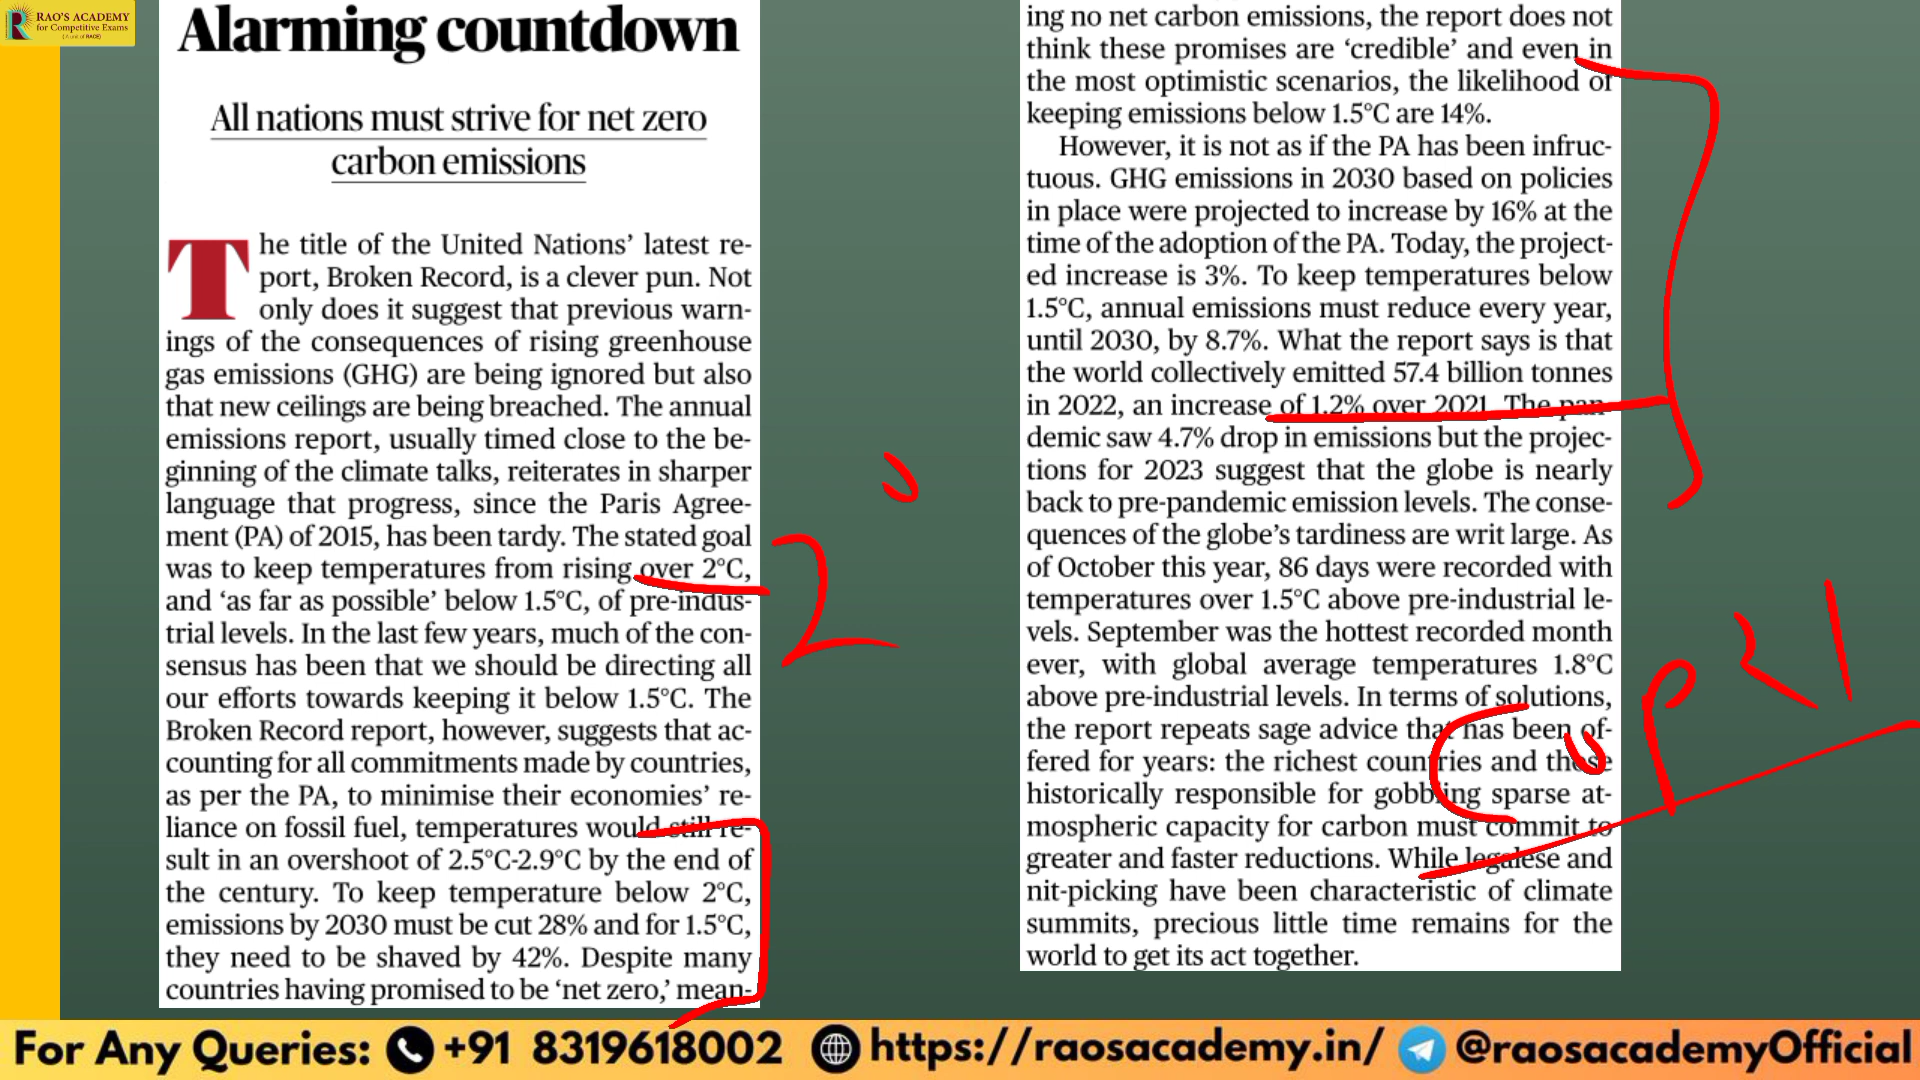 RAO'S ACADEMY
for Competitive Exams
(A unit of RACE)
Alarming countdown
All nations must strive for net zero
carbon emissions
The title of the United Nations' latest re-
port, Broken Record, is a clever pun. Not
only does it suggest that previous warn-
ings of the consequences of rising greenhouse
gas emissions (GHG) are being ignored but also
that new ceilings are being breached. The annual
emissions report, usually timed close to the be-
ginning of the climate talks, reiterates in sharper
language that progress, since the Paris Agree-
ment (PA) of 2015, has been tardy. The stated goal
was to keep temperatures from rising over 2°C,
and 'as far as possible' below 1.5°C, of pre-indus-
trial levels. In the last few years, much of the con-
sensus has been that we should be directing all
our efforts towards keeping it below 1.5°C. The
Broken Record report, however, suggests that ac-
counting for all commitments made by countries,
as per the PA, to minimise their economies' re-
liance on fossil fuel, temperatures would still re-
sult in an overshoot of 2.5°C-2.9°C by the end of
the century. To keep temperature below 2°C,
emissions by 2030 must be cut 28% and for 1.5°C,
they need to be shaved by 42%. Despite many
countries having promised to be 'net zero,' mean-
2°
ing no net carbon emissions, the report does not
think these promises are 'credible' and even in
the most optimistic scenarios, the likelihood of
keeping emissions below 1.5°C are 14%.
However, it is not as if the PA has been infruc-
tuous. GHG emissions in 2030 based on policies
in place were projected to increase by 16% at the
time of the adoption of the PA. Today, the project-
ed increase is 3%. To keep temperatures below
1.5°C, annual emissions must reduce every year,
until 2030, by 8.7%. What the report says is that
the world collectively emitted 57.4 billion tonnes
in 2022, an increase of 1.2% over 2021. The pan-
demic saw 4.7% drop in emissions but the projec-
tions for 2023 suggest that the globe is nearly
back to pre-pandemic emission levels. The conse-
quences of the globe's tardiness are writ large. As
of October this year, 86 days were recorded with
temperatures over 1.5°C above pre-industrial le-
vels. September was the hottest recorded month
ever, with global average temperatures 1.8°C
above pre-industrial levels. In terms of solutions,
the report repeats sage advice that has been of-
fered for years: the richest countries and those
historically responsible for gobbling sparse at-
mospheric capacity for carbon must commit to
greater and faster reductions. While legalese and
nit-picking have been characteristic of climate
summits, precious little time remains for the
world to get its act together.
For Any Queries: +91 8319618002 https://raosacademy.in/ @raosacademyOfficial